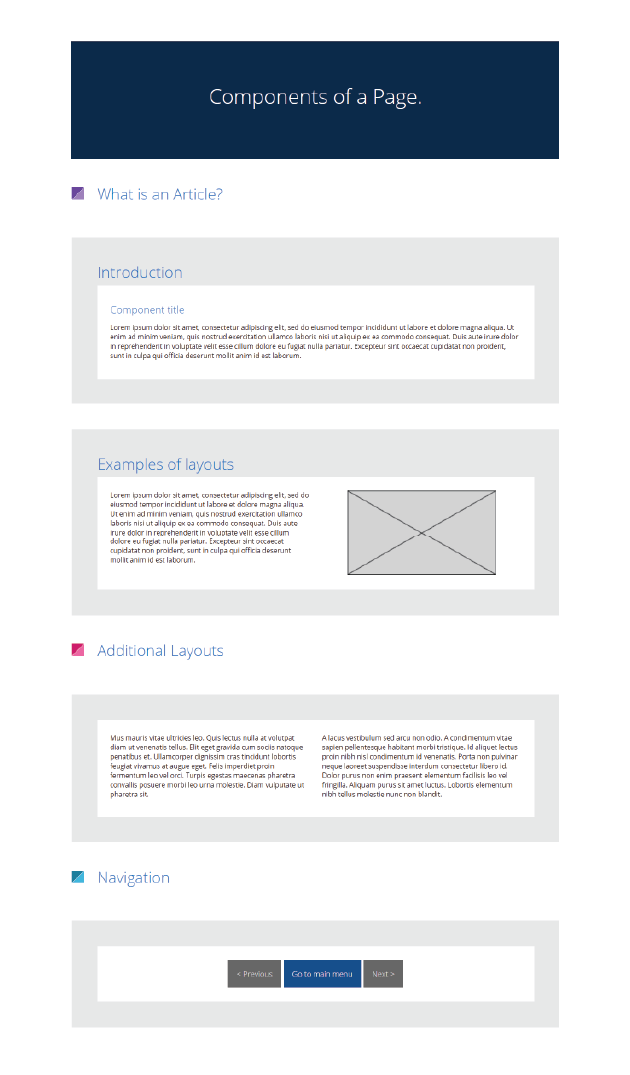 Components of a Page.
What is an Article?
Introduction
Component title
Lorem ipsum dolor sit amet, consectetur adipiscing elit, sed do eiusmod tempor incididunt ut labore et dolore magna aliqua. Ut
enim ad minim veniam, quis nostrud exercitation ullamco laboris nisi ut aliquip ex ea commodo consequat. Duis aute irure dolor
in reprehenderit in voluptate velit esse cillum dolore eu fugiat nulla pariatur. Excepteur sint occaecat cupidatat non proident,
sunt in culpa qui officia deserunt mollit anim id est laborum.
Examples of layouts
Lorem ipsum dolor sit amet, consectetur adipiscing elit, sed do
eiusmod tempor incididunt ut labore et dolore magna aliqua.
Ut enim ad minim veniam, quis nostrud exercitation ullamco
laboris nisi ut aliquip ex ea commodo consequat. Duis aute
irure dolor in reprehenderit in voluptate velit esse cillum
dolore eu fugiat nulla pariatur. Excepteur sint occaecat
cupidatat non proident, sunt in culpa qui officia deserunt
mollit anim id est laborum.
Additional Layouts
Mus mauris vitae ultricies leo. Quis lectus nulla at volutpat
diam ut venenatis tellus. Elit eget gravida cum sociis natoque
penatibus et. Ullamcorper dignissim cras tincidunt lobortis
feugiat vivamus at augue eget. Felis imperdiet proin
fermentum leo vel orci. Turpis egestas maecenas pharetra
convallis posuere morbi leo urna molestie. Diam vulputate ut
pharetra sit.
A lacus vestibulum sed arcu non odio. A condimentum vitae
sapien pellentesque habitant morbi tristique. Id aliquet lectus
proin nibh nisl condimentum id venenatis. Porta non pulvinar
neque laoreet suspendisse interdum consectetur libero id.
Dolor purus non enim praesent elementum facilisis leo vel
fringilla. Aliquam purus sit amet luctus. Lobortis elementum
nibh tellus molestie nunc non blandit.
Navigation
< Previous
Go to main menu
Next >